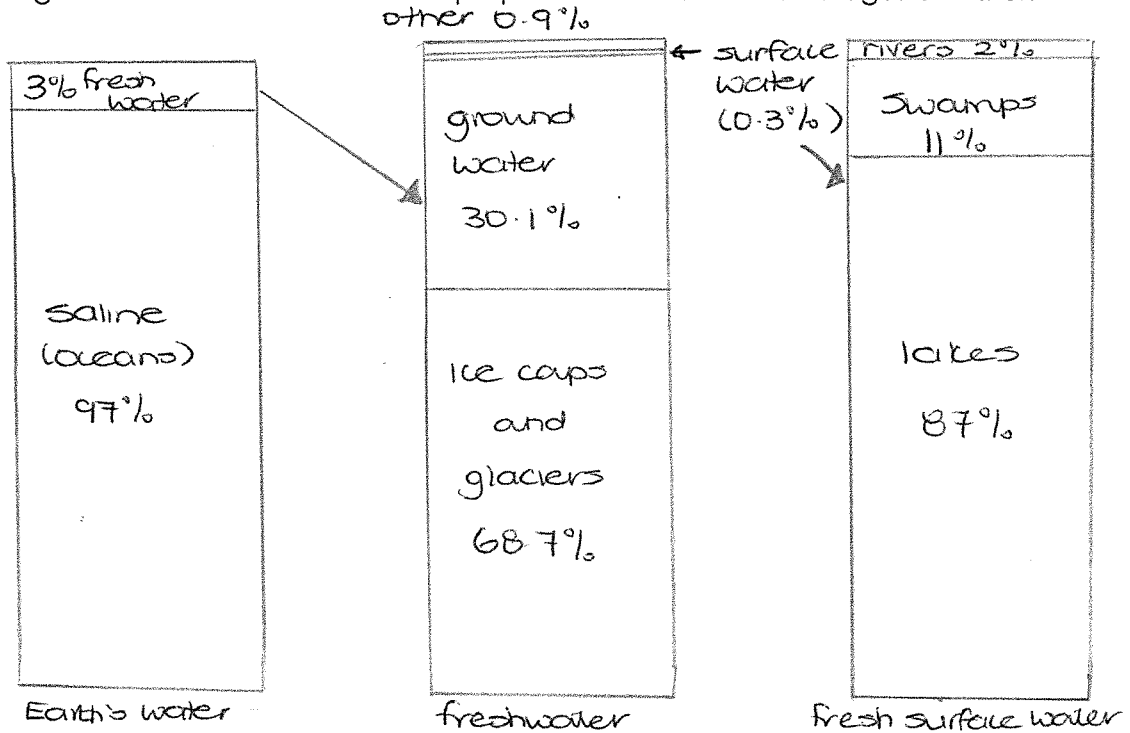 other 0.9%
3% fresh
water
saline
(oceans)
97%
Earth's water
ground
water
30.1%
Ice caps
and
glaciers
68.7%
freshwater
← surface
water
(0.3%)
rivers 2%
Swamps
11%
lakes
87%
fresh surface water